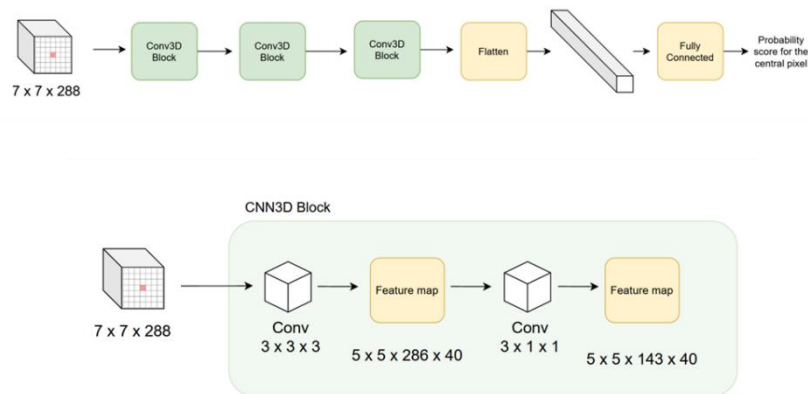 7 x 7 x 288
Conv3D
Block
Conv3D
Block
Conv3D
Block
Flatten
Fully
Connected
Probability
score for the
central pixel
CNN3D Block
7 x 7 x 288
Conv
3 x 3 x 3
Feature map
5 x 5 x 286 x 40
Conv
3 x 1 x 1
Feature map
5 x 5 x 143 x 40